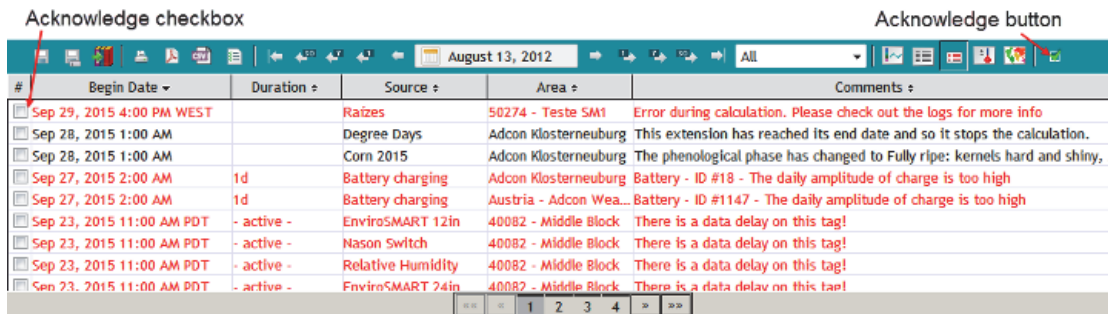 Acknowledge checkbox Acknowledge button
August 13, 2012 All
# Begin Date Duration Source Area Comments
Sep 29, 2015 4:00 PM WEST Raízes 50274 - Teste SM1 Error during calculation. Please check out the logs for more info
Sep 28, 2015 1:00 AM Degree Days Adcon Klosterneuburg This extension has reached its end date and so it stops the calculation.
Sep 28, 2015 1:00 AM Corn 2015 Adcon Klosterneuburg The phenological phase has changed to Fully ripe: kernels hard and shiny,
Sep 27, 2015 2:00 AM 1d Battery charging Adcon Klosterneuburg Battery - ID #18 - The daily amplitude of charge is too high
Sep 27, 2015 2:00 AM 1d Battery charging Austria - Adcon Wea... Battery - ID #1147 - The daily amplitude of charge is too high
Sep 23, 2015 11:00 AM PDT - active - EnviroSMART 12in 40082 - Middle Block There is a data delay on this tag!
Sep 23, 2015 11:00 AM PDT - active - Nason Switch 40082 - Middle Block There is a data delay on this tag!
Sep 23, 2015 11:00 AM PDT - active - Relative Humidity 40082 - Middle Block There is a data delay on this tag!
Sep 23, 2015 11:00 AM PDT - active - EnviroSMART 24in 40082 - Middle Block There is a data delay on this tag!
«« « 1 2 3 4 » »»